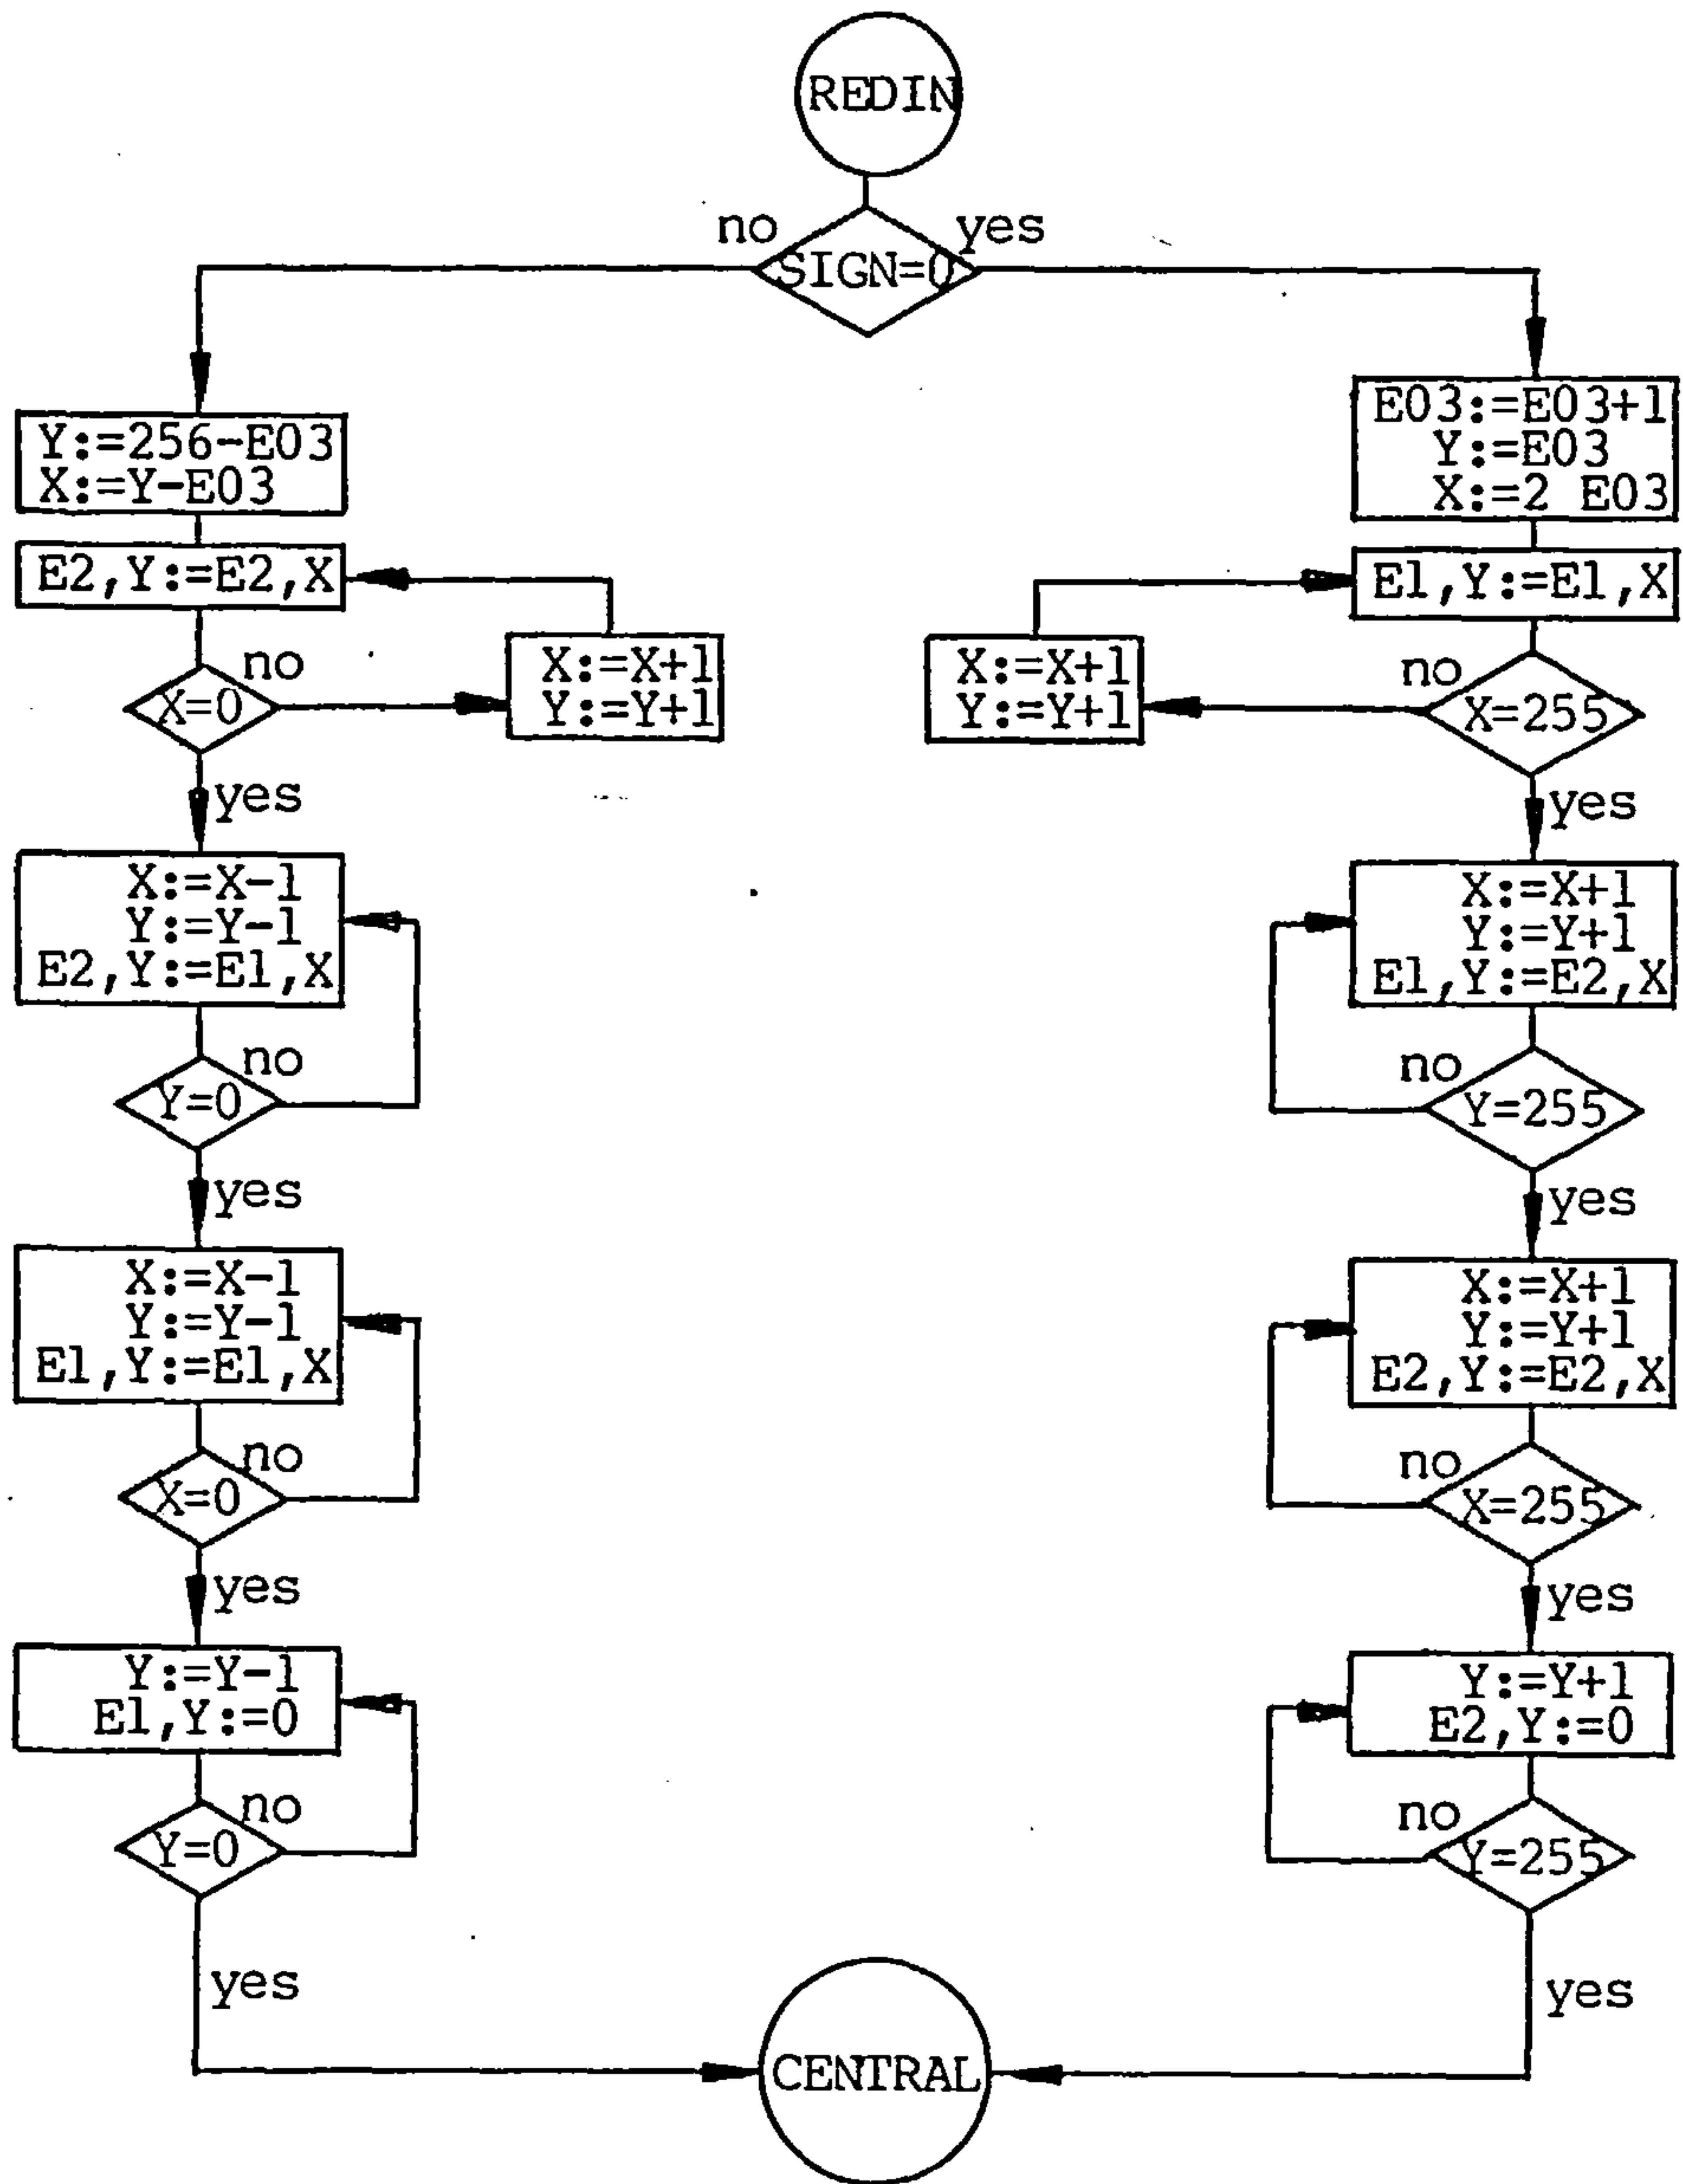 REDIN
no
yes
SIGN=0
Y:=256-E03
X:=Y-E03
E2,Y:=E2,X
no
X=0
X:=X+1
Y:=Y+1
yes
X:=X-1
Y:=Y-1
E2,Y:=E1,X
no
Y=0
yes
X:=X-1
Y:=Y-1
E1,Y:=E1,X
no
X=0
yes
Y:=Y-1
E1,Y:=0
no
Y=0
yes
E03:=E03+1
Y:=E03
X:=2 E03
E1,Y:=E1,X
no
X=255
X:=X+1
Y:=Y+1
yes
X:=X+1
Y:=Y+1
E1,Y:=E2,X
no
Y=255
yes
X:=X+1
Y:=Y+1
E2,Y:=E2,X
no
X=255
yes
Y:=Y+1
E2,Y:=0
no
Y=255
yes
CENTRAL